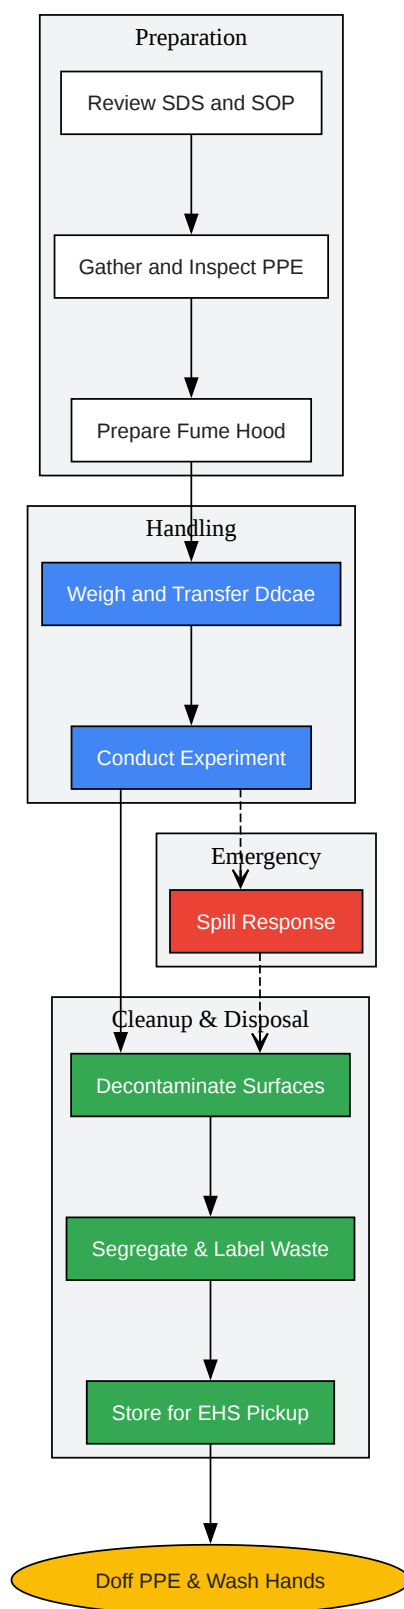 Preparation
Review SDS and SOP
Gather and Inspect PPE
Prepare Fume Hood
Handling
Weigh and Transfer Ddcae
Conduct Experiment
Emergency
Spill Response
Cleanup & Disposal
Decontaminate Surfaces
Segregate & Label Waste
Store for EHS Pickup
Doff PPE & Wash Hands